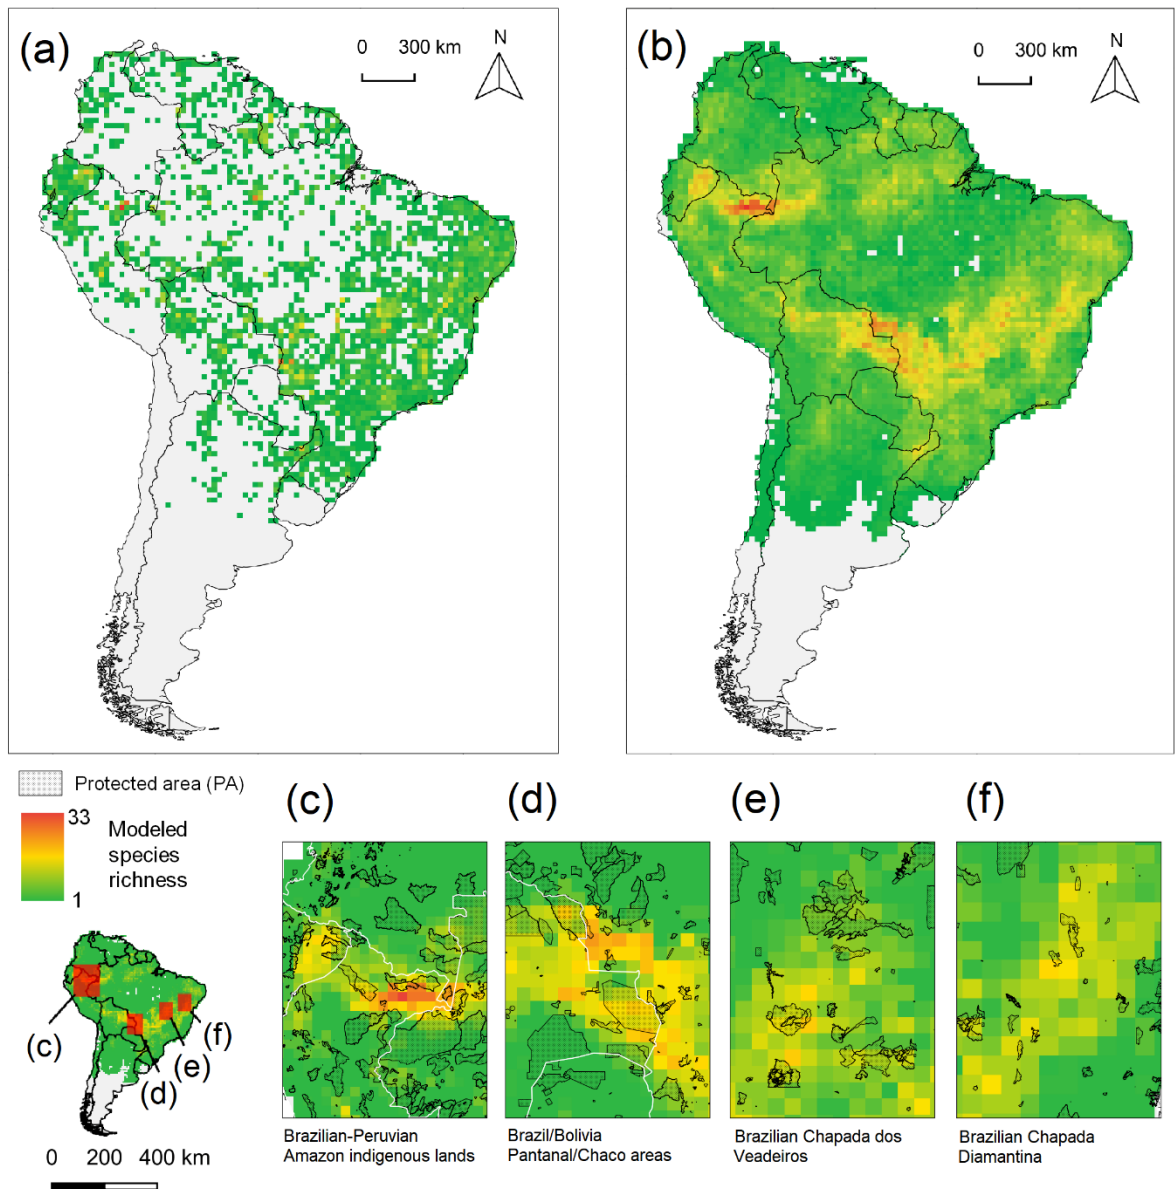 (a)
0 300 km
N
(b)
0 300 km
N
Protected area (PA)
33
Modeled
species
richness
1
(c)
(d)
(e)
(f)
(c)
(d)
(e)
(f)
0 200 400 km
Brazilian-Peruvian
Amazon indigenous lands
Brazil/Bolivia
Pantanal/Chaco areas
Brazilian Chapada dos
Veadeiros
Brazilian Chapada
Diamantina